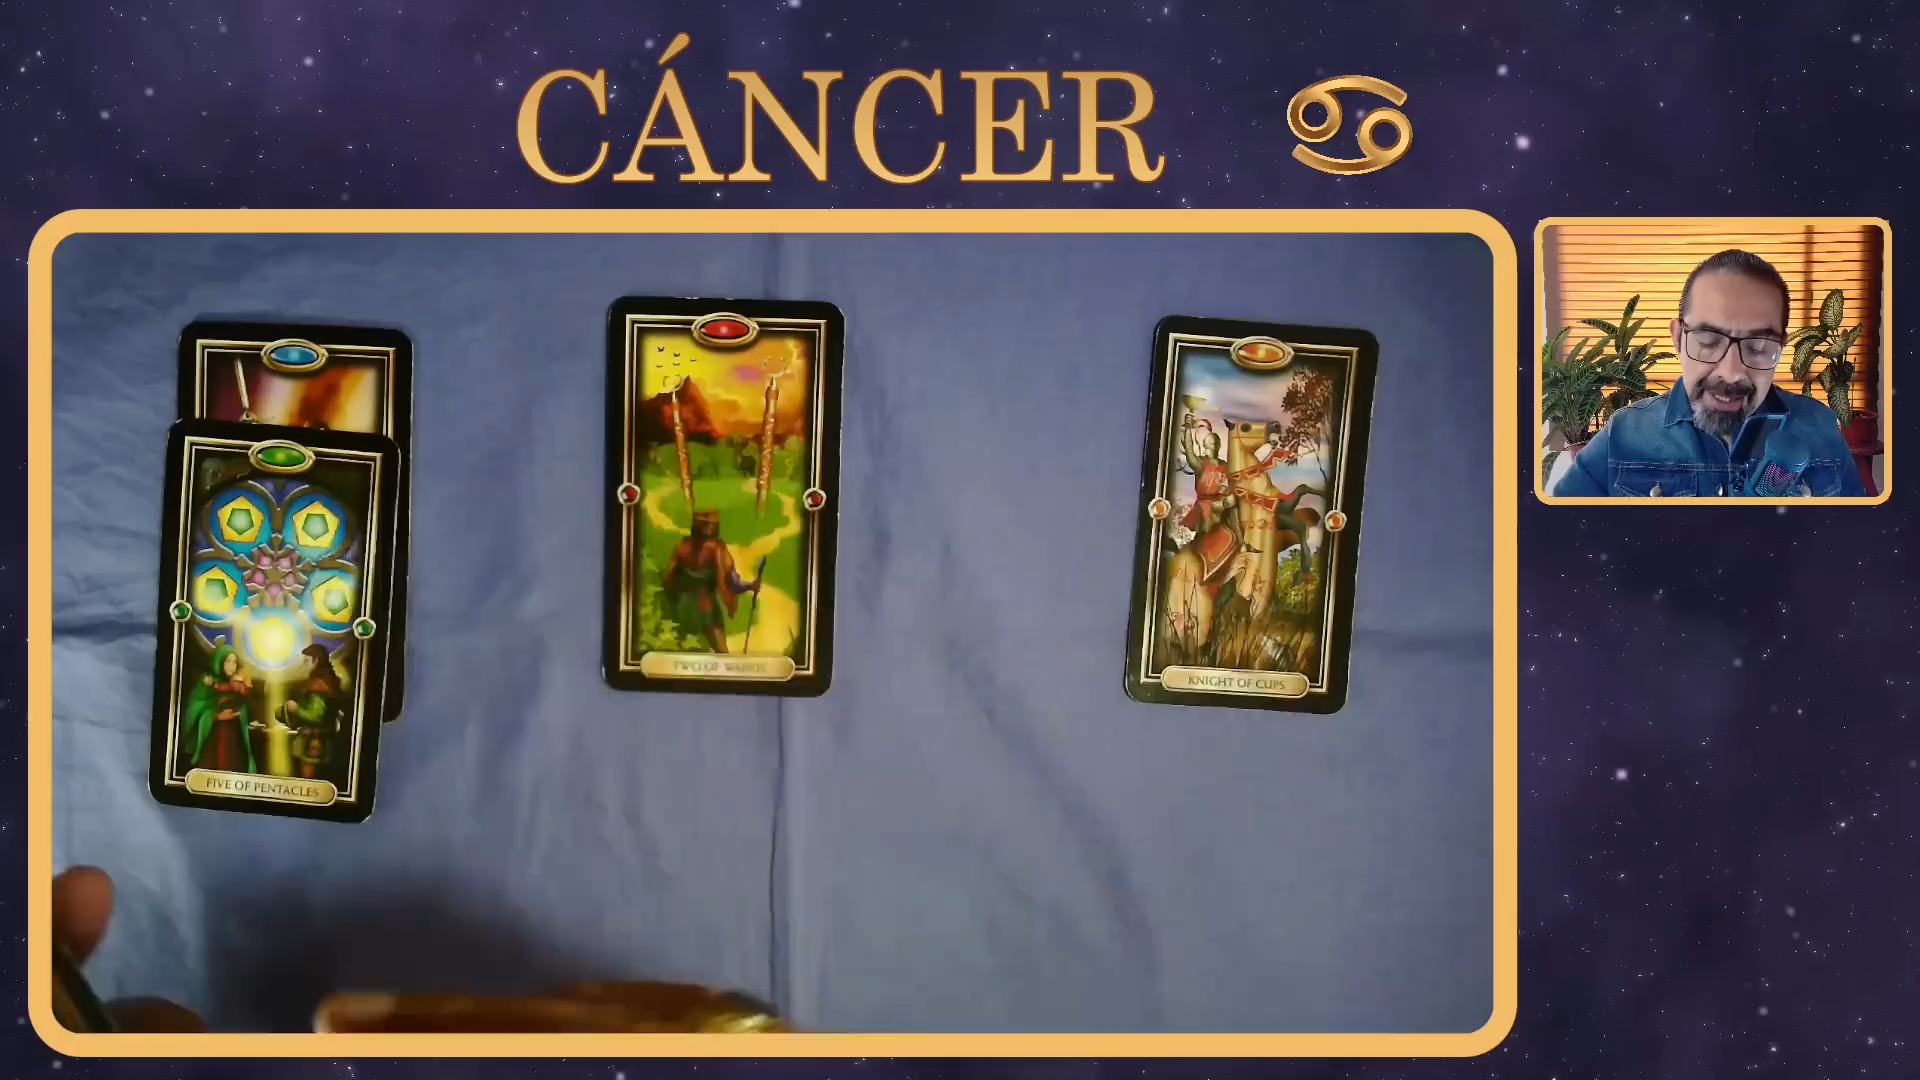 CÁNCER
TWO OF WANDS
KNIGHT OF CUPS
FIVE OF PENTACLES